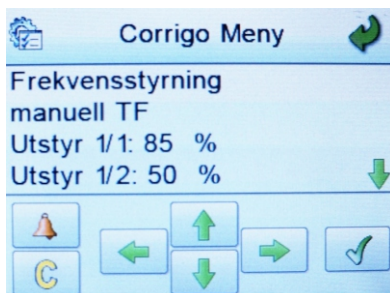 Corrigo Meny
Frekvensstyrning
manuell TF
Utstyr 1/1: 85 %
Utstyr 1/2: 50 %
C